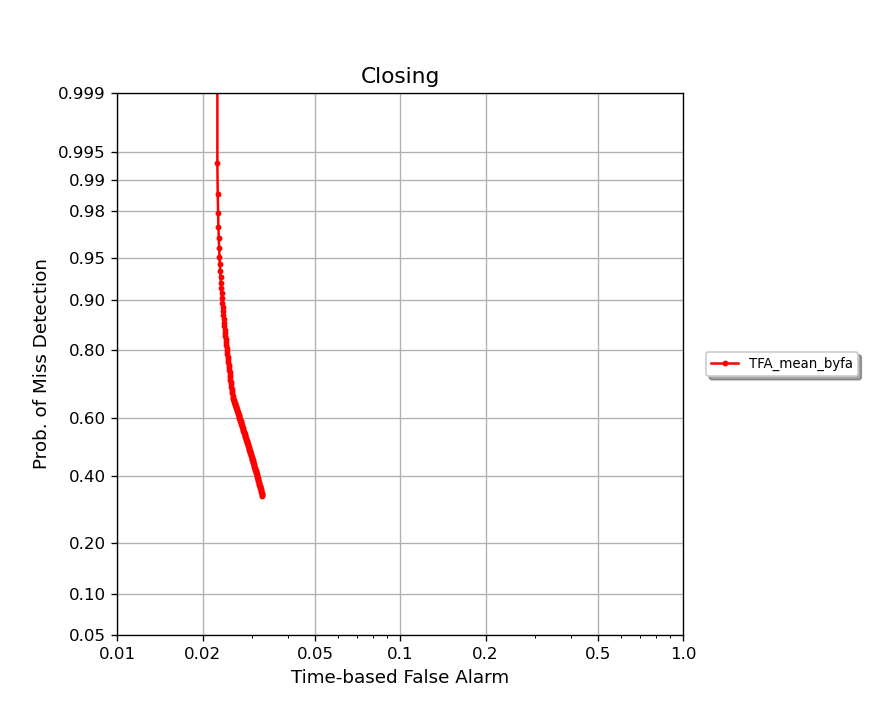 Closing
0.999
0.995
0.99
0.98
0.95
0.90
0.80
0.60
0.40
0.20
0.10
0.05
Prob. of Miss Detection
0.01 0.02 0.05 0.1 0.2 0.5 1.0
Time-based False Alarm
TFA_mean_byfa